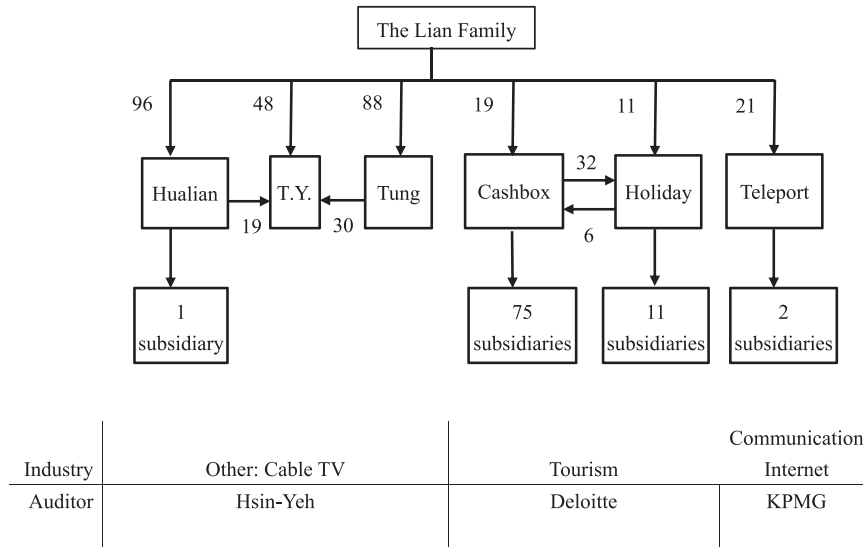 The Lian Family
96
48
88
19
11
21
Hualian
T.Y.
Tung
Cashbox
Holiday
Teleport
19
30
32
6
1
subsidiary
75
subsidiaries
11
subsidiaries
2
subsidiaries
Communication
Industry Other: Cable TV Tourism Internet
Auditor Hsin-Yeh Deloitte KPMG